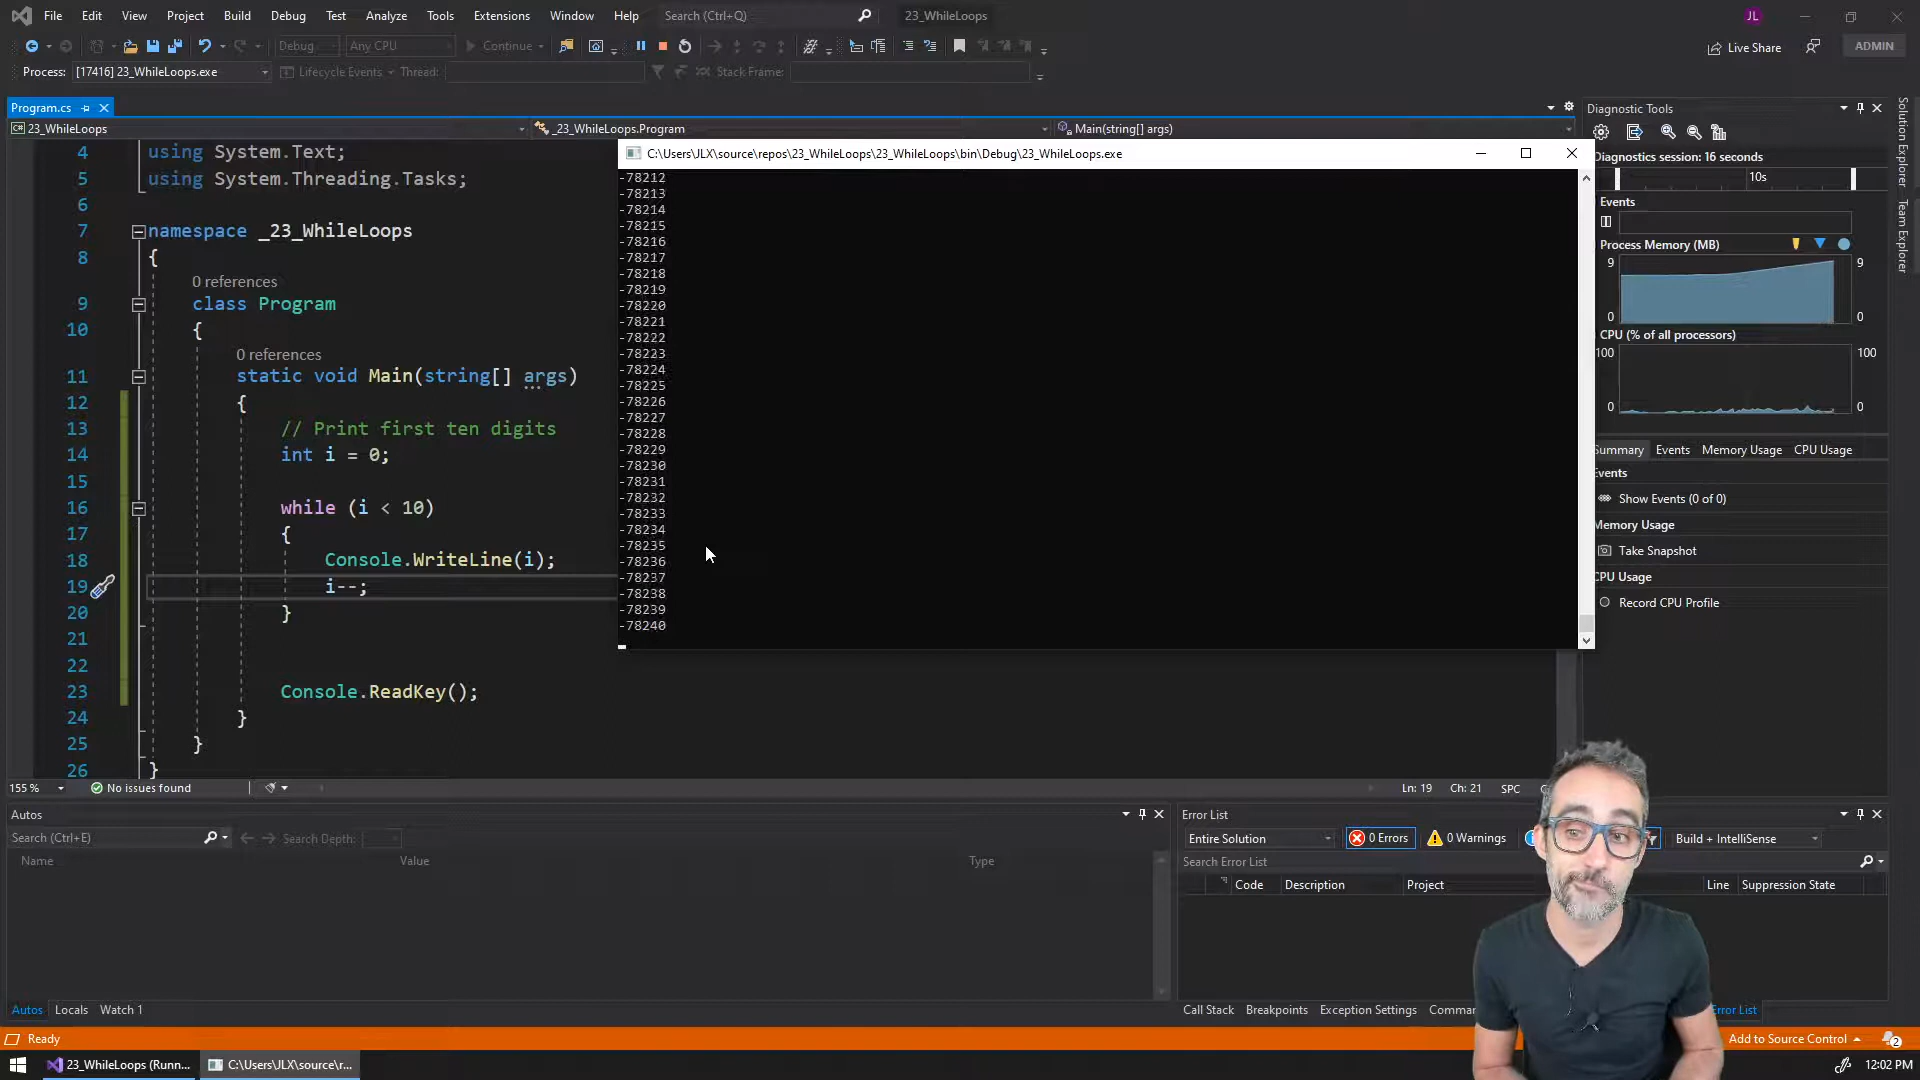 File Edit View Project Build Debug Test Analyze Tools Extensions Window Help Search (Ctrl+Q) 23_WhileLoops JL
Debug Any CPU Continue Live Share ADMIN
Process: [17416] 23_WhileLoops.exe Lifecycle Events Thread: Stack Frame:
Program.cs
23_WhileLoops _23_WhileLoops.Program Main(string[] args)
4 using System.Text;
5 using System.Threading.Tasks;
6
7 namespace _23_WhileLoops
8 {
0 references
9 class Program
10 {
0 references
11 static void Main(string[] args)
12 {
13 // Print first ten digits
14 int i = 0;
15
16 while (i < 10)
17 {
18 Console.WriteLine(i);
19 i--;
20 }
21
22
23 Console.ReadKey();
24 }
25 }
26 }
C:\Users\JLX\source\repos\23_WhileLoops\23_WhileLoops\bin\Debug\23_WhileLoops.exe
-78212
-78213
-78214
-78215
-78216
-78217
-78218
-78219
-78220
-78221
-78222
-78223
-78224
-78225
-78226
-78227
-78228
-78229
-78230
-78231
-78232
-78233
-78234
-78235
-78236
-78237
-78238
-78239
-78240
Diagnostic Tools
Diagnostics session: 16 seconds
10s
Events
Process Memory (MB)
9 9
0 0
CPU (% of all processors)
100 100
0 0
Summary Events Memory Usage CPU Usage
Events
Show Events (0 of 0)
Memory Usage
Take Snapshot
CPU Usage
Record CPU Profile
Solution Explorer
Team Explorer
155 % No issues found Ln: 19 Ch: 21 SPC
Autos
Search (Ctrl+E) Search Depth:
Name Value Type
Autos Locals Watch 1
Error List
Entire Solution 0 Errors 0 Warnings Build + IntelliSense
Search Error List
Code Description Project Line Suppression State
Call Stack Breakpoints Exception Settings Error List
Ready Add to Source Control 2
23_WhileLoops (Runn... C:\Users\JLX\source\r... 12:02 PM